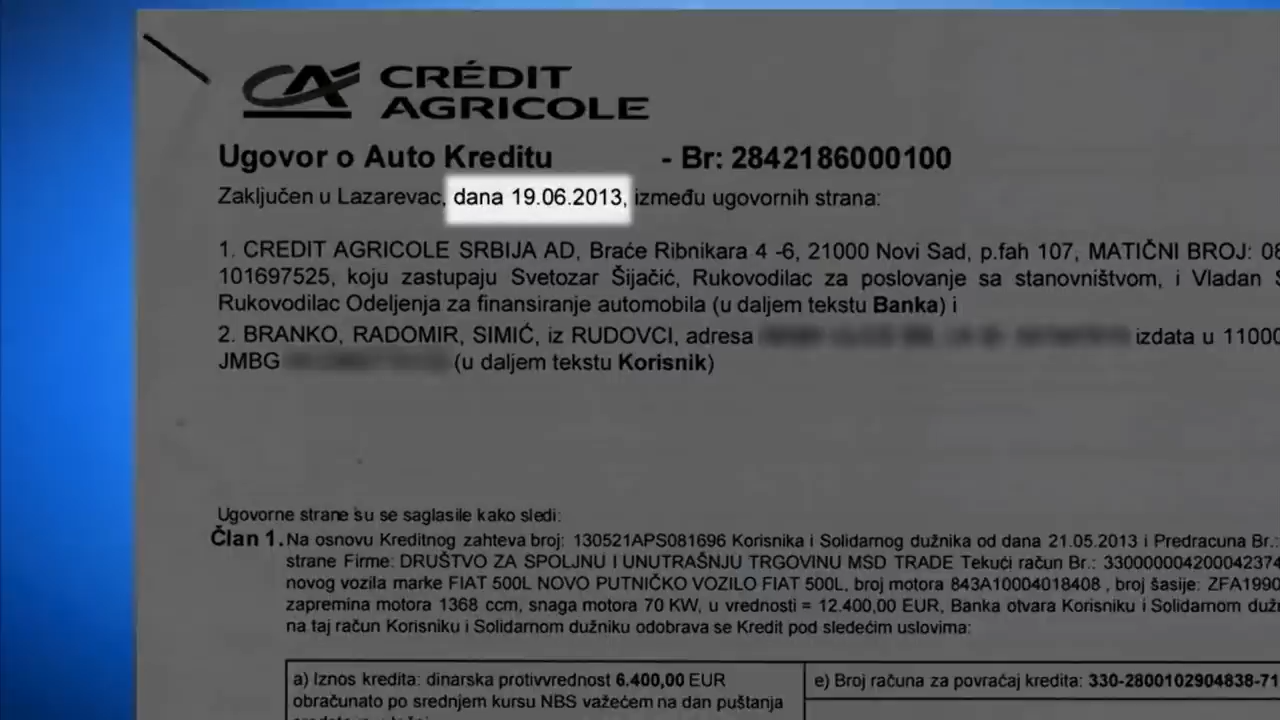 CRÉDIT
AGRICOLE
Ugovor o Auto Kreditu - Br: 2842186000100
Zaključen u Lazarevac, dana 19.06.2013, između ugovornih strana:
1. CREDIT AGRICOLE SRBIJA AD, Braće Ribnikara 4 -6, 21000 Novi Sad, p.fah 107, MATIČNI BROJ:
101697525, koju zastupaju Svetozar Šijačić, Rukovodilac za poslovanje sa stanovništvom, i Vladan
Rukovodilac Odeljenja za finansiranje automobila (u daljem tekstu Banka) i
2. BRANKO, RADOMIR, SIMIĆ, iz RUDOVCI, adresa izdata u 11000
JMBG (u daljem tekstu Korisnik)
Ugovorne strane su se saglasile kako sledi:
Član 1. Na osnovu Kreditnog zahteva broj: 130521APS081696 Korisnika i Solidarnog dužnika od dana 21.05.2013 i Predracuna Br.:
strane Firme: DRUŠTVO ZA SPOLJNU I UNUTRAŠNJU TRGOVINU MSD TRADE Tekući račun Br.: 33000000420004237
novog vozila marke FIAT 500L NOVO PUTNIČKO VOZILO FIAT 500L, broj motora 843A10004018408 , broj šasije: ZFA1990
zapremina motora 1368 ccm, snaga motora 70 KW, u vrednosti = 12.400,00 EUR, Banka otvara Korisniku i Solidarnom
na taj račun Korisniku i Solidarnom dužniku odobrava se Kredit pod sledećim uslovima:
a) Iznos kredita: dinarska protivvrednost 6.400,00 EUR
obračunato po srednjem kursu NBS važećem na dan puštanja
e) Broj računa za povraćaj kredita: 330-2800102904838-71